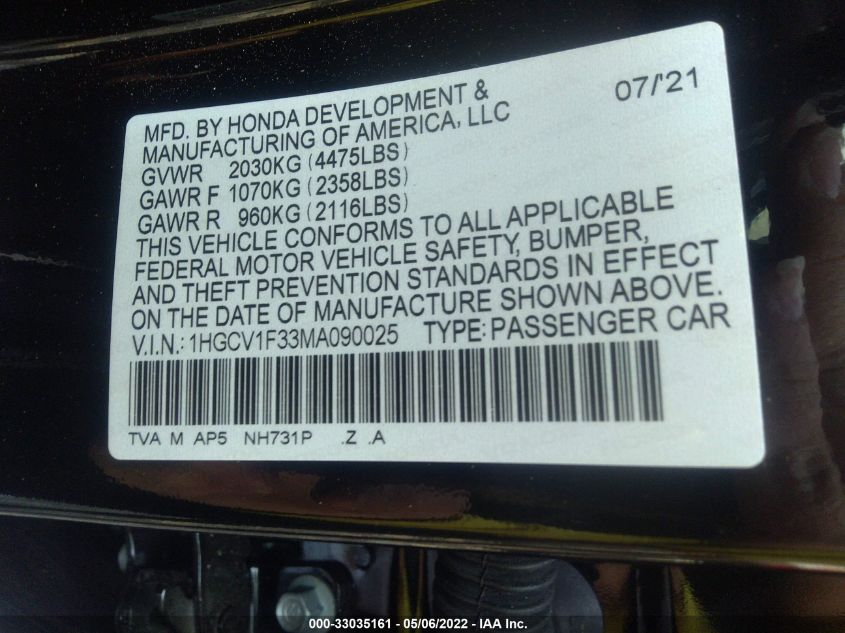 MFD. BY HONDA DEVELOPMENT & 07/'21
MANUFACTURING OF AMERICA, LLC
GVWR 2030KG (4475LBS)
GAWR F 1070KG (2358LBS)
GAWR R 960KG (2116LBS)
THIS VEHICLE CONFORMS TO ALL APPLICABLE
FEDERAL MOTOR VEHICLE SAFETY, BUMPER,
AND THEFT PREVENTION STANDARDS IN EFFECT
ON THE DATE OF MANUFACTURE SHOWN ABOVE.
V.I.N.: 1HGCV1F33MA090025 TYPE: PASSENGER CAR
TVA M AP5 NH731P .Z .A
000-33035161 - 05/06/2022 - IAA Inc.